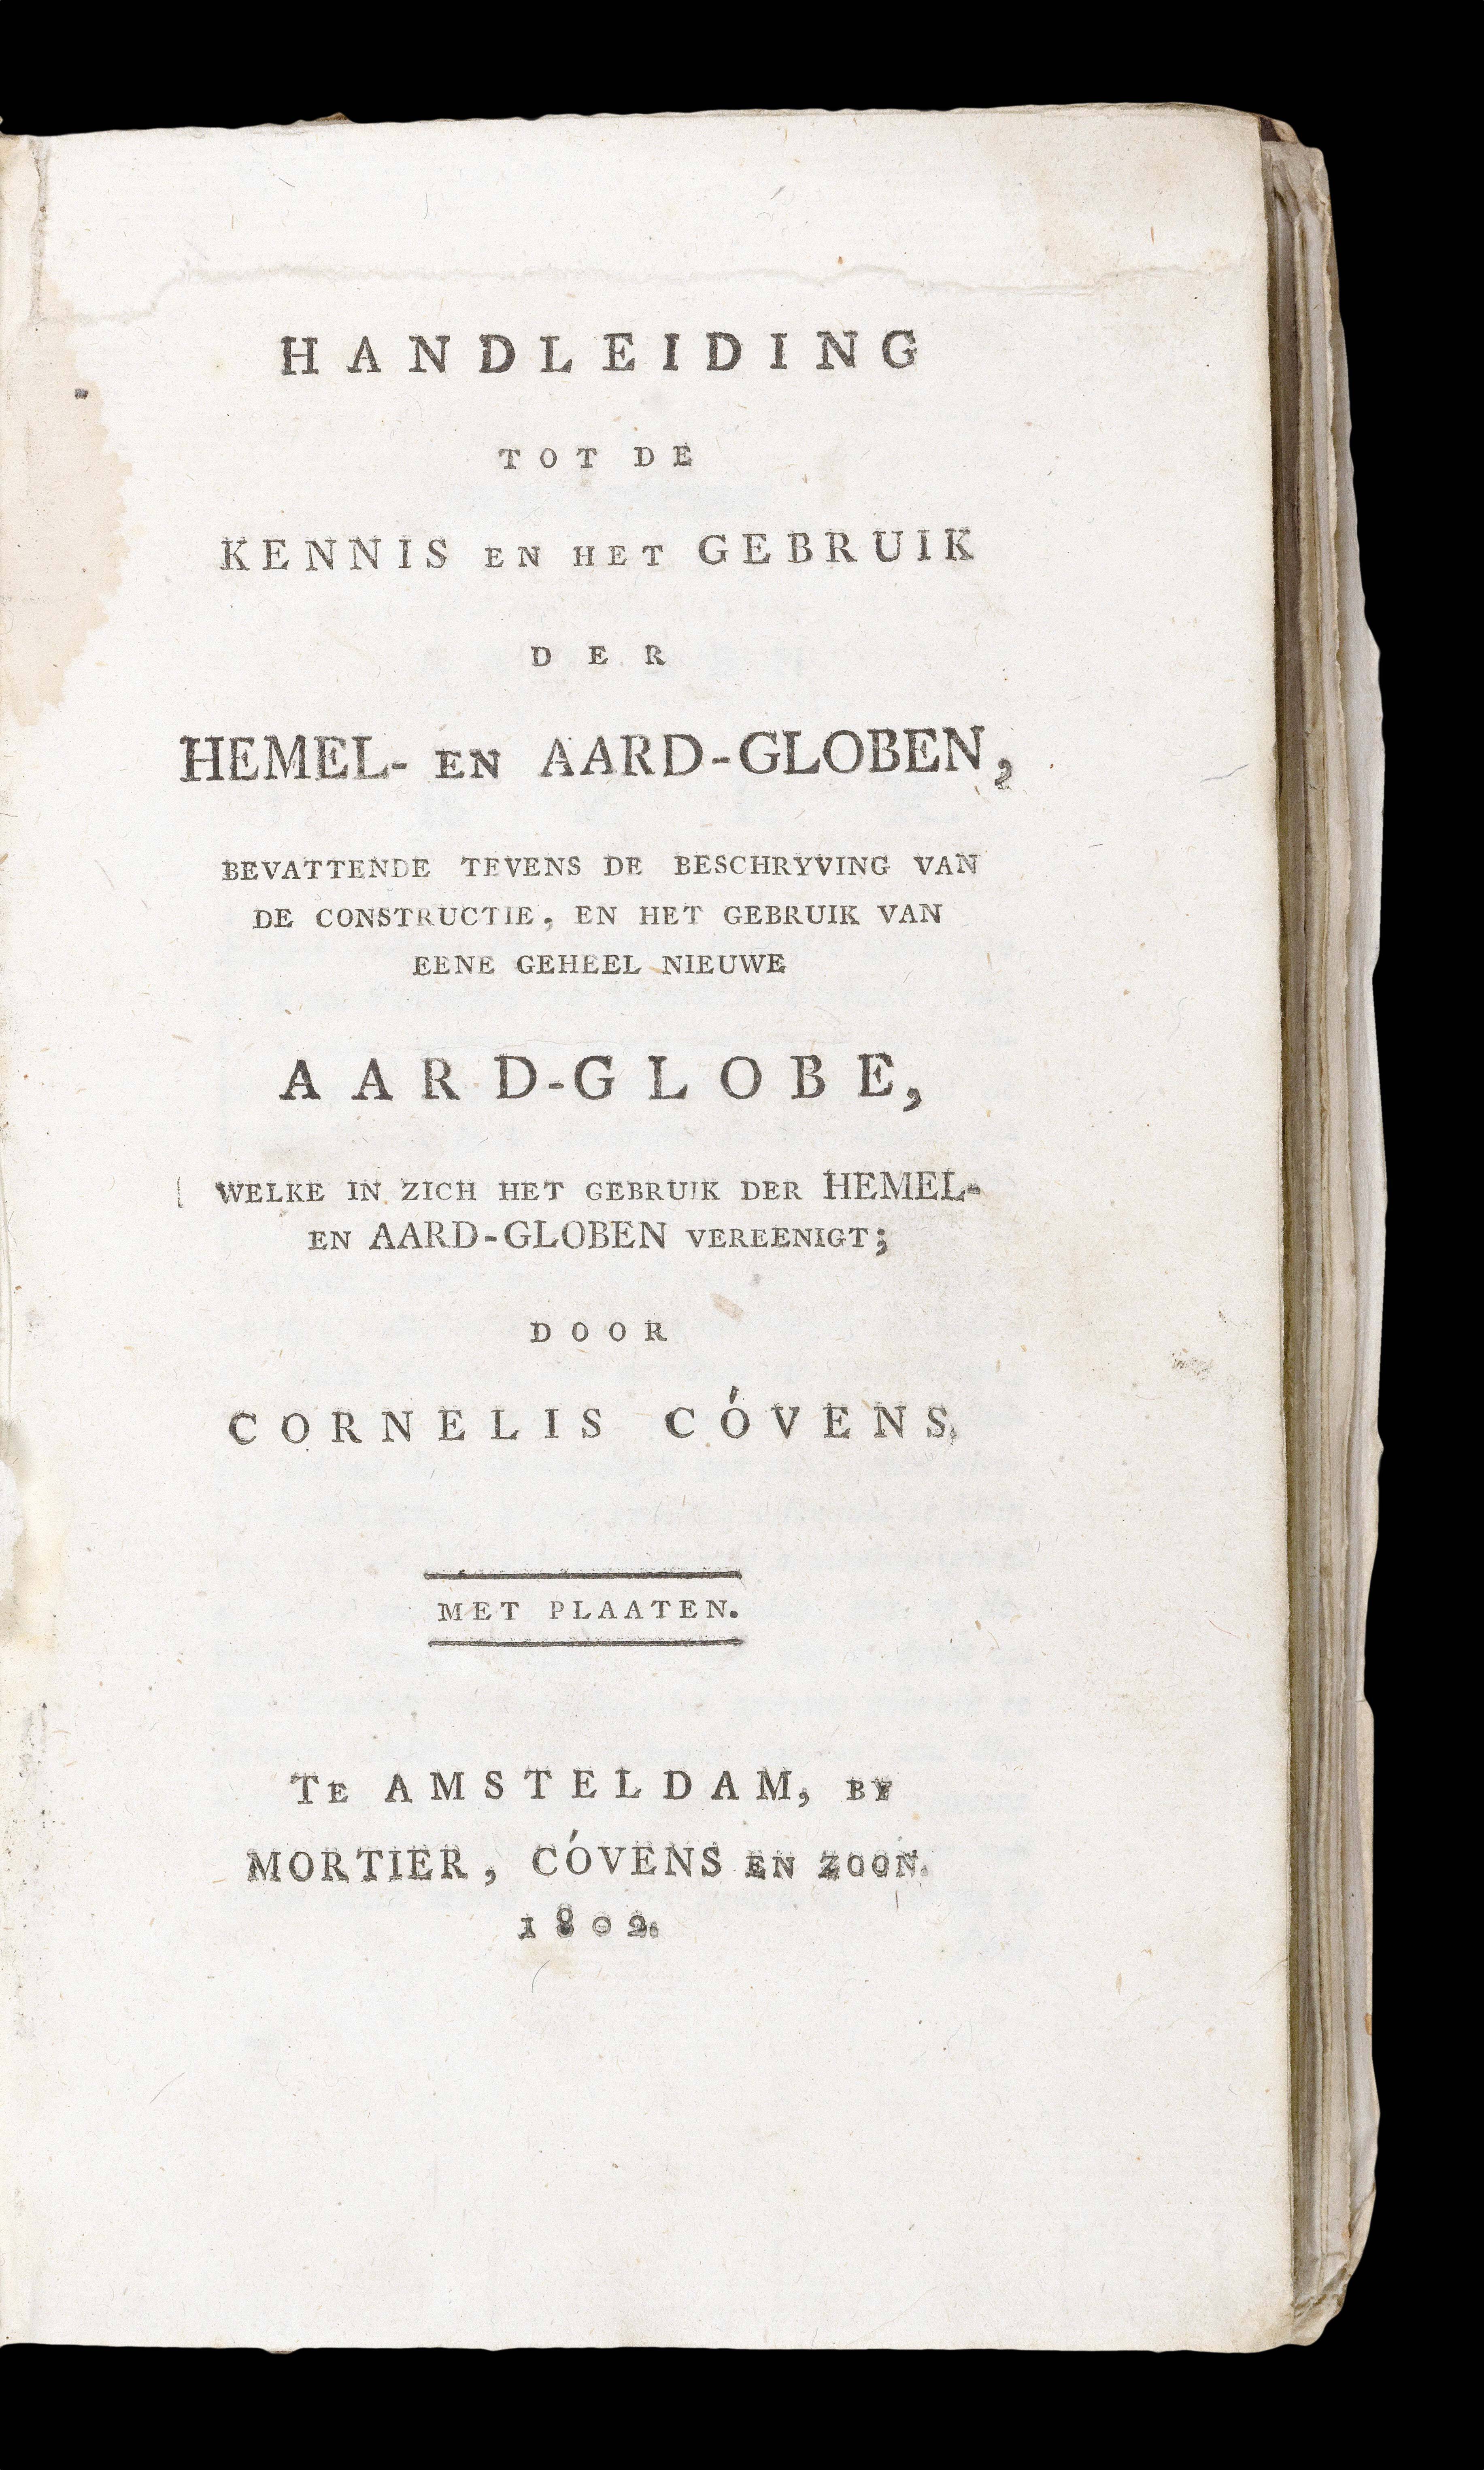 HANDLEIDING
TOT DE
KENNIS EN HET GEBRUIK
DER
HEMEL- EN AARD-GLOBEN,
BEVATTENDE TEVENS DE BESCHRYVING VAN
DE CONSTRUCTIE, EN HET GEBRUIK VAN
EENE GEHEEL NIEUWE
AARD-GLOBE,
WELKE IN ZICH HET GEBRUIK DER HEMEL-
EN AARD-GLOBEN VEREENIGT;
DOOR
CORNELIS CÓVENS.
MET PLAATEN.
TE AMSTELDAM, BY
MORTIER, CÓVENS EN ZOON.
1802.